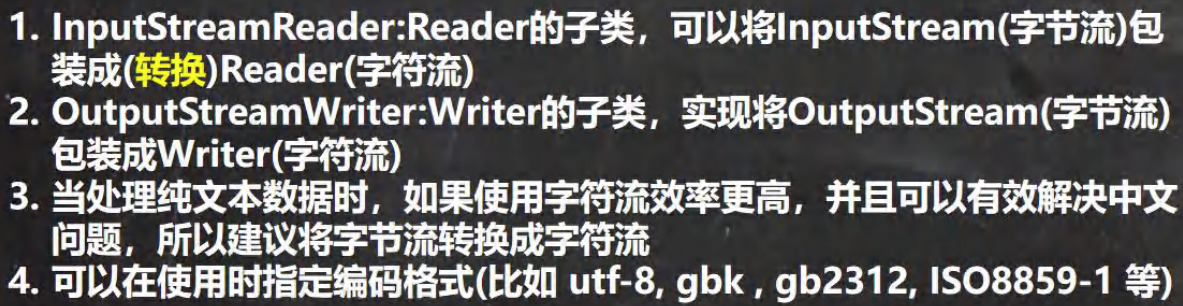 1. InputStreamReader:Reader的子类，可以将InputStream(字节流)包
装成(转换)Reader(字符流)
2. OutputStreamWriter:Writer的子类，实现将OutputStream(字节流)
包装成Writer(字符流)
3. 当处理纯文本数据时，如果使用字符流效率更高，并且可以有效解决中文
问题，所以建议将字节流转换成字符流
4. 可以在使用时指定编码格式(比如 utf-8, gbk , gb2312, ISO8859-1 等)